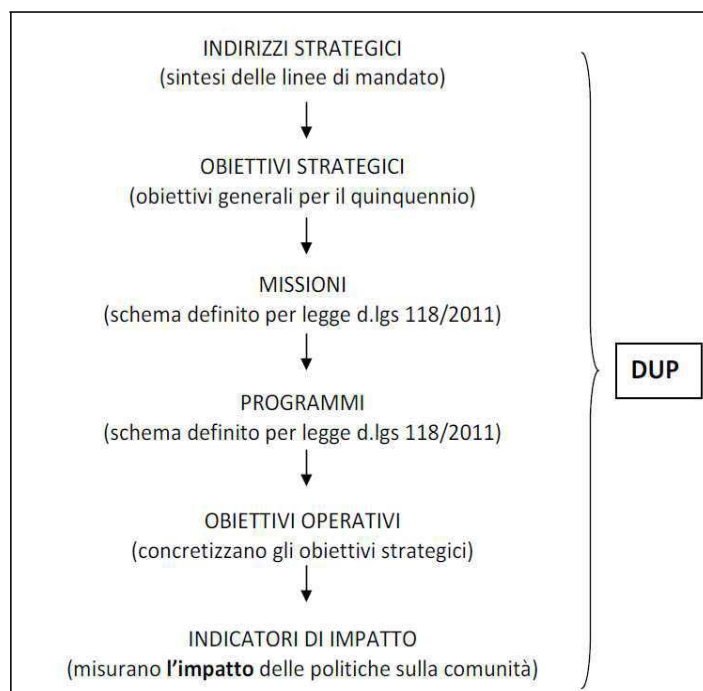 INDIRIZZI STRATEGICI
(sintesi delle linee di mandato)
OBIETTIVI STRATEGICI
(obiettivi generali per il quinquennio)
MISSIONI
(schema definito per legge d.lgs 118/2011)
PROGRAMMI
(schema definito per legge d.lgs 118/2011)
OBIETTIVI OPERATIVI
(concretizzano gli obiettivi strategici)
INDICATORI DI IMPATTO
(misurano l'impatto delle politiche sulla comunità)
DUP